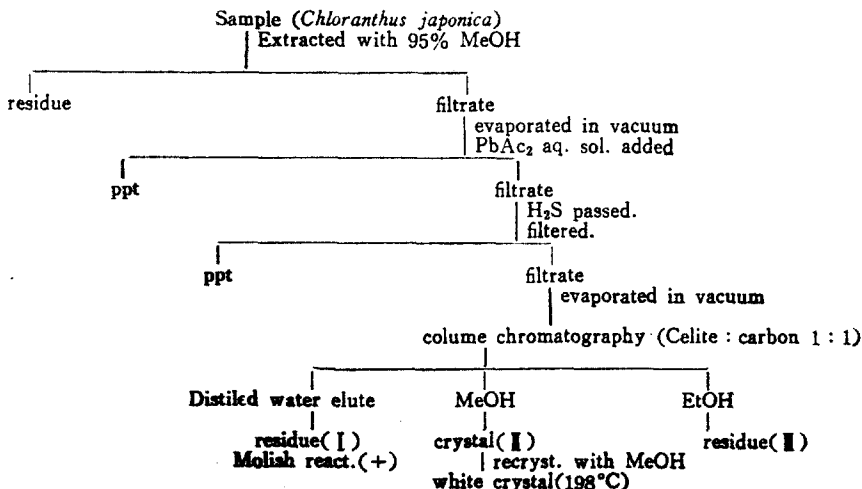 Sample (Chloranthus japonica)
Extracted with 95% MeOH
residue
filtrate
evaporated in vacuum
PbAc₂ aq. sol. added
ppt
filtrate
H₂S passed.
filtered.
ppt
filtrate
evaporated in vacuum
colume chromatography (Celite : carbon 1 : 1)
Distiled water elute
MeOH
EtOH
residue(Ⅰ)
crystal(Ⅱ)
residue(Ⅲ)
Molish react.(+)
recryst. with MeOH
white crystal(198°C)